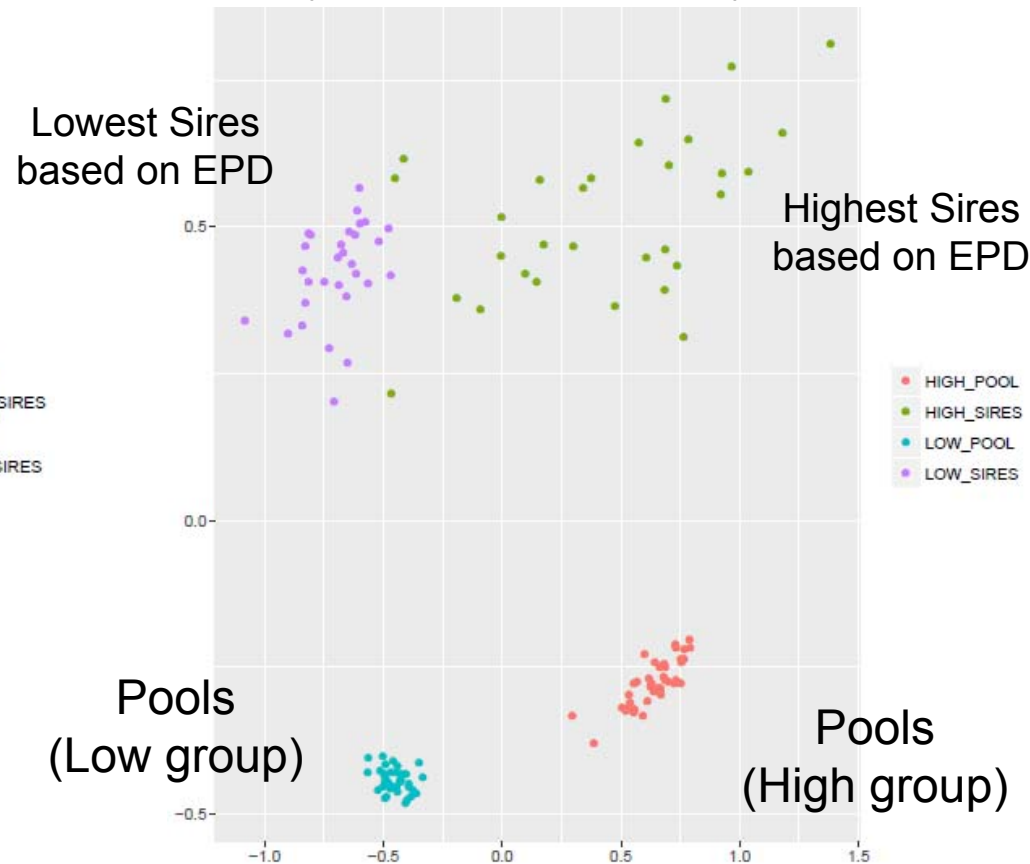 Lowest Sires
based on EPD
Highest Sires
based on EPD
0.5
0.0
−0.5
SIRES
SIRES
HIGH_POOL
HIGH_SIRES
LOW_POOL
LOW_SIRES
Pools
(Low group)
Pools
(High group)
−1.0 −0.5 0.0 0.5 1.0 1.5